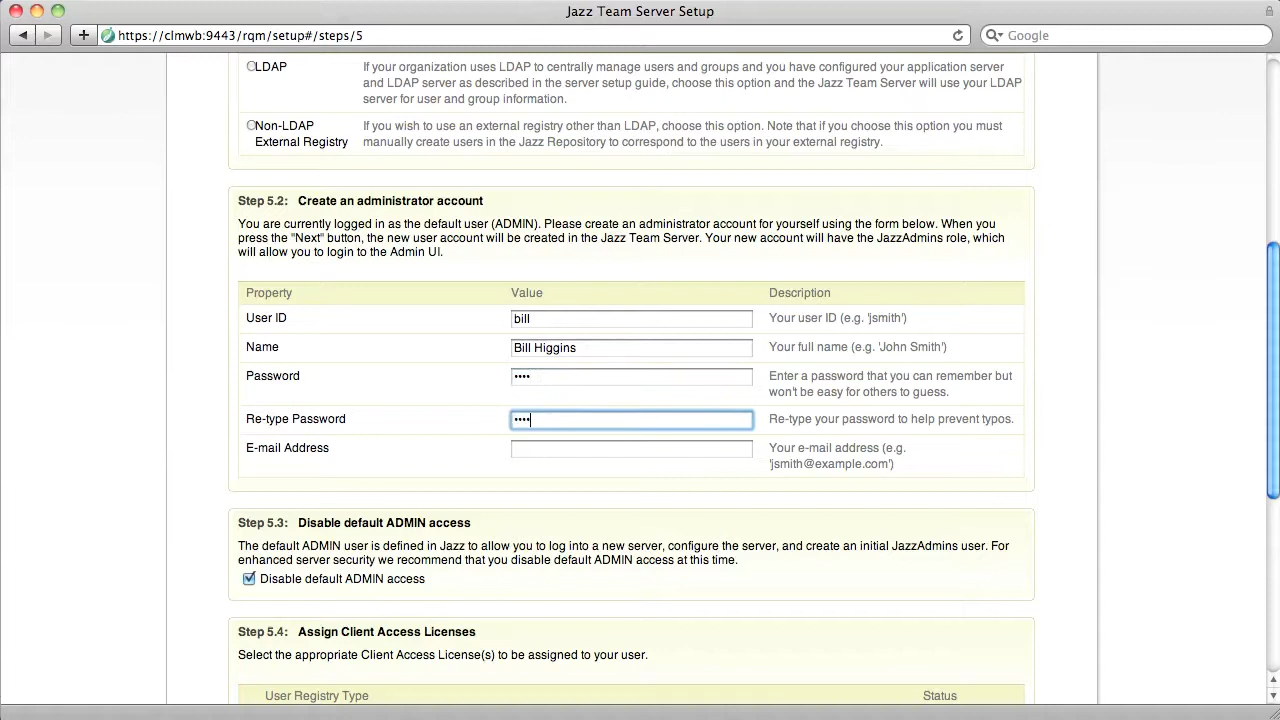 Jazz Team Server Setup
https://clmwb:9443/rqm/setup#/steps/5
Google
LDAP
If your organization uses LDAP to centrally manage users and groups and you have configured your application server
and LDAP server as described in the server setup guide, choose this option and the Jazz Team Server will use your LDAP
server for user and group information.
Non-LDAP
External Registry
If you wish to use an external registry other than LDAP, choose this option. Note that if you choose this option you must
manually create users in the Jazz Repository to correspond to the users in your external registry.
Step 5.2: Create an administrator account
You are currently logged in as the default user (ADMIN). Please create an administrator account for yourself using the form below. When you
press the "Next" button, the new user account will be created in the Jazz Team Server. Your new account will have the JazzAdmins role, which
will allow you to login to the Admin UI.
Property Value Description
User ID bill Your user ID (e.g. 'jsmith')
Name Bill Higgins Your full name (e.g. 'John Smith')
Password •••• Enter a password that you can remember but
won't be easy for others to guess.
Re-type Password •••• Re-type your password to help prevent typos.
E-mail Address Your e-mail address (e.g.
'jsmith@example.com')
Step 5.3: Disable default ADMIN access
The default ADMIN user is defined in Jazz to allow you to log into a new server, configure the server, and create an initial JazzAdmins user. For
enhanced server security we recommend that you disable default ADMIN access at this time.
Disable default ADMIN access
Step 5.4: Assign Client Access Licenses
Select the appropriate Client Access License(s) to be assigned to your user.
User Registry Type Status